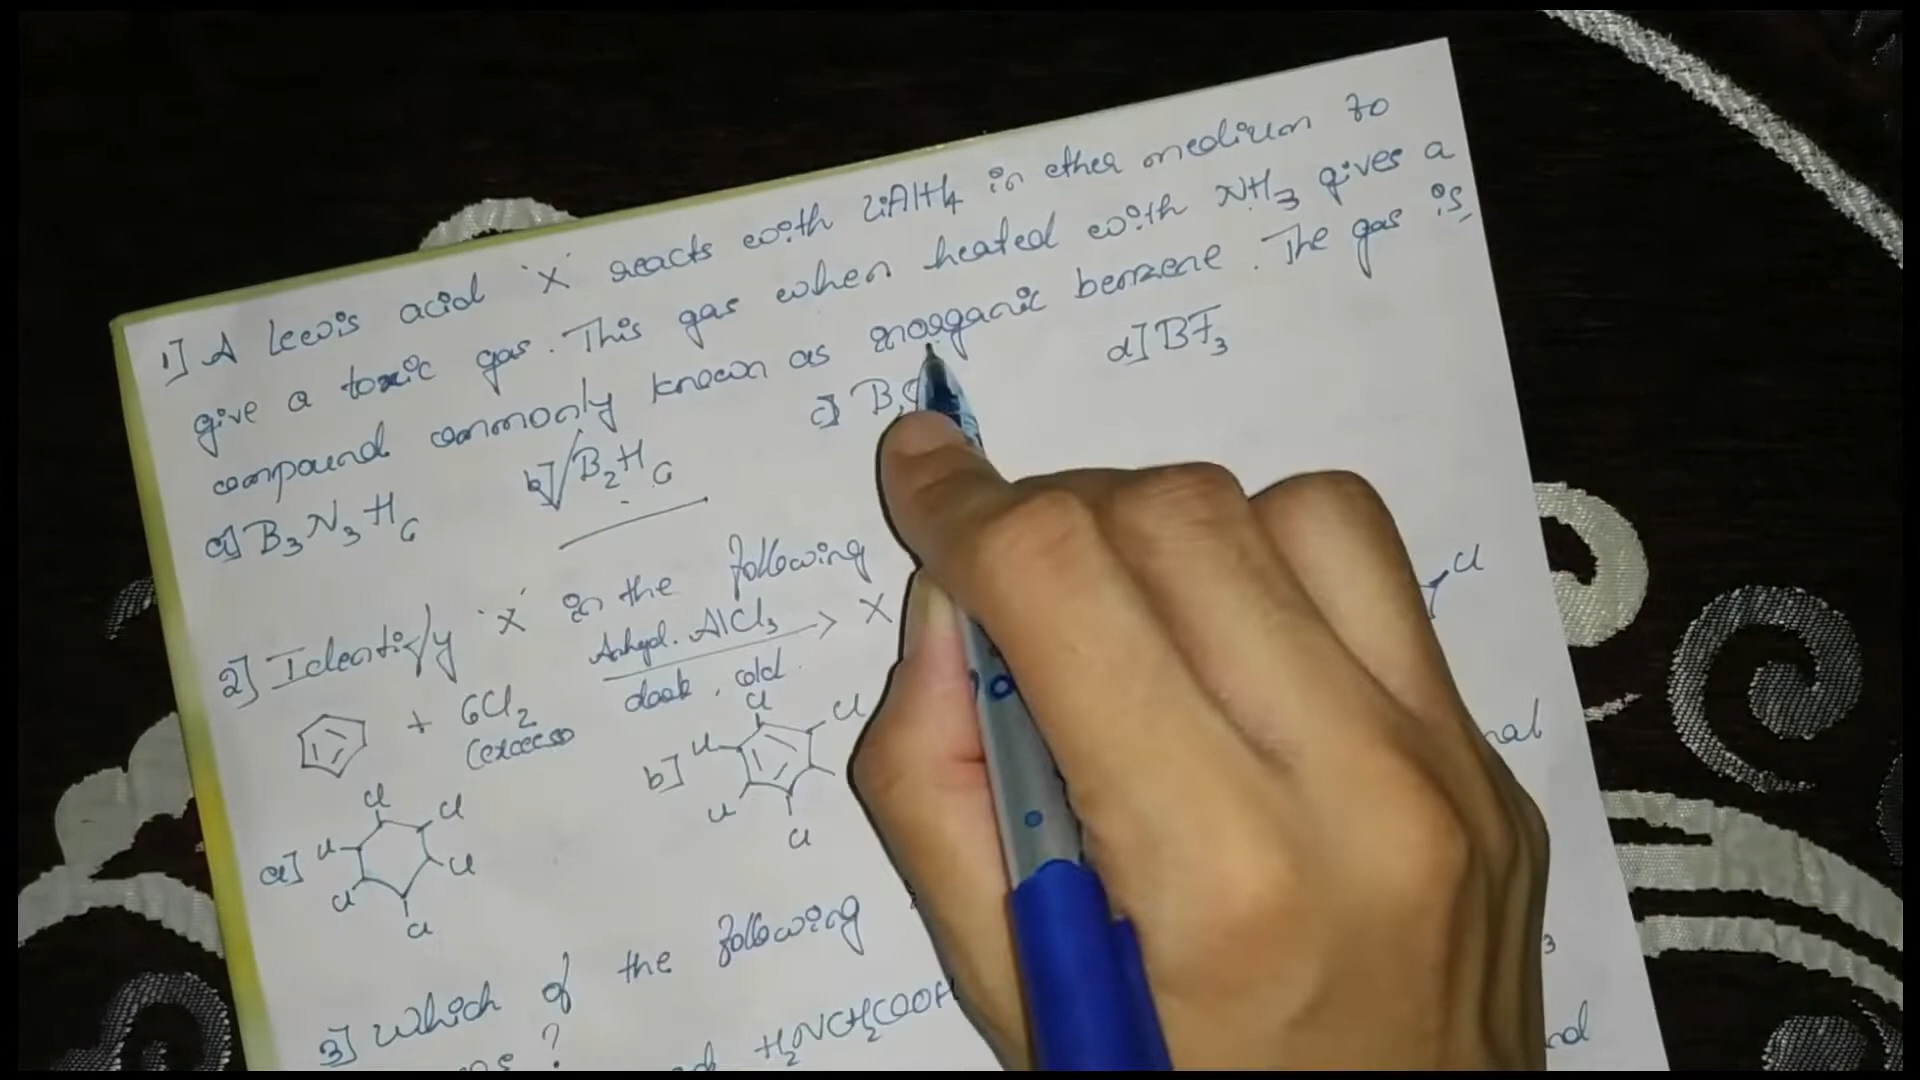 1] A Lewis acid 'X' reacts with LiAlH4 in ether medium to
give a toxic gas. This gas when heated with NH3 gives a
compound commonly known as inorganic benzene. The gas is,
a] B3N3H6 b] B2H6 c] B d] BF3
2] Identify 'X' in the following
+ 6Cl2 (excess) Anhyd. AlCl3 dark, cold. → X
Cl
a] Cl Cl Cl Cl Cl Cl
b] Cl Cl Cl Cl Cl
nal
3] Which of the following
3
? H2NCH2COOH nd